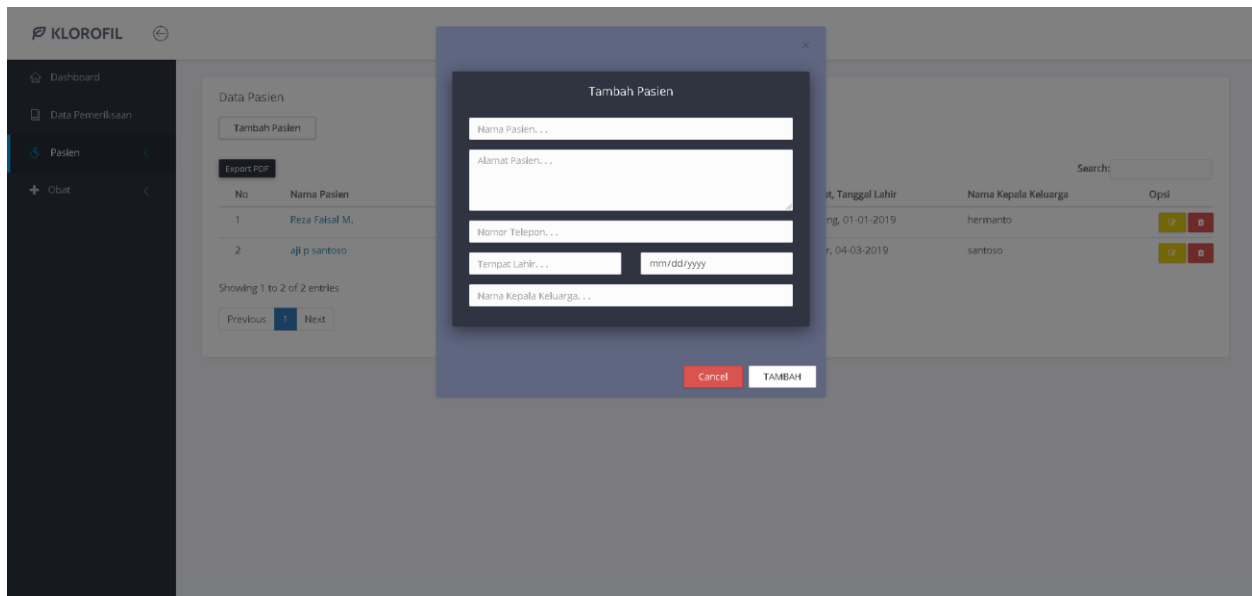 KLOROFIL
Dashboard
Data Pemeriksaan
Pasien
Obat
Data Pasien
Tambah Pasien
Export PDF
Search:
No Nama Pasien Tanggal Lahir Nama Kepala Keluarga Opsi
1 Reza Faisal M. 01-01-2019 hermanto
2 aji p santoso 04-03-2019 santoso
Showing 1 to 2 of 2 entries
Previous 1 Next
×
Tambah Pasien
Nama Pasien. . .
Alamat Pasien. . .
Nomor Telepon. . .
Tempat Lahir. . . mm/dd/yyyy
Nama Kepala Keluarga. . .
Cancel TAMBAH